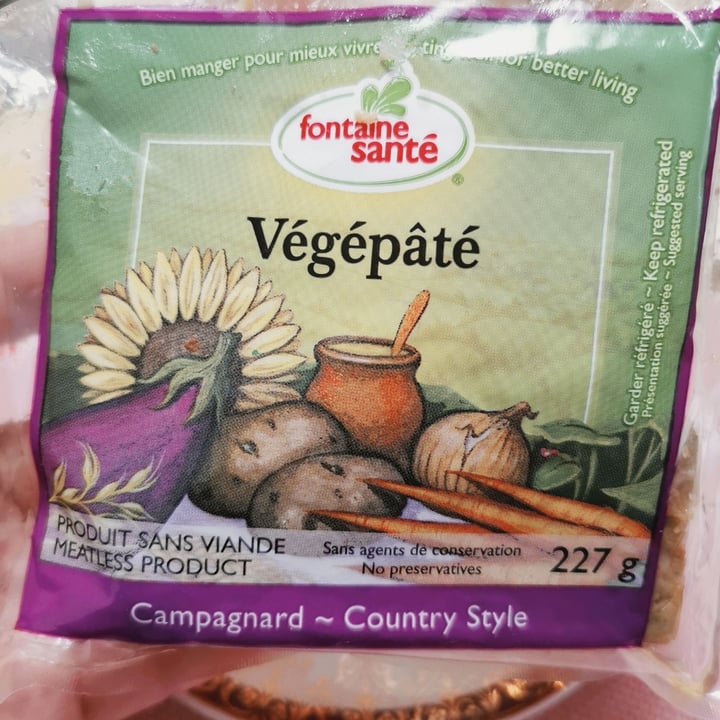 Bien manger pour mieux vivre
for better living
fontaine
santé
®
Végépâté
Garder réfrigéré ~ Keep refrigerated
Présentation suggérée ~ Suggested serving
PRODUIT SANS VIANDE
MEATLESS PRODUCT
Sans agents de conservation
No preservatives
227 g
Campagnard ~ Country Style